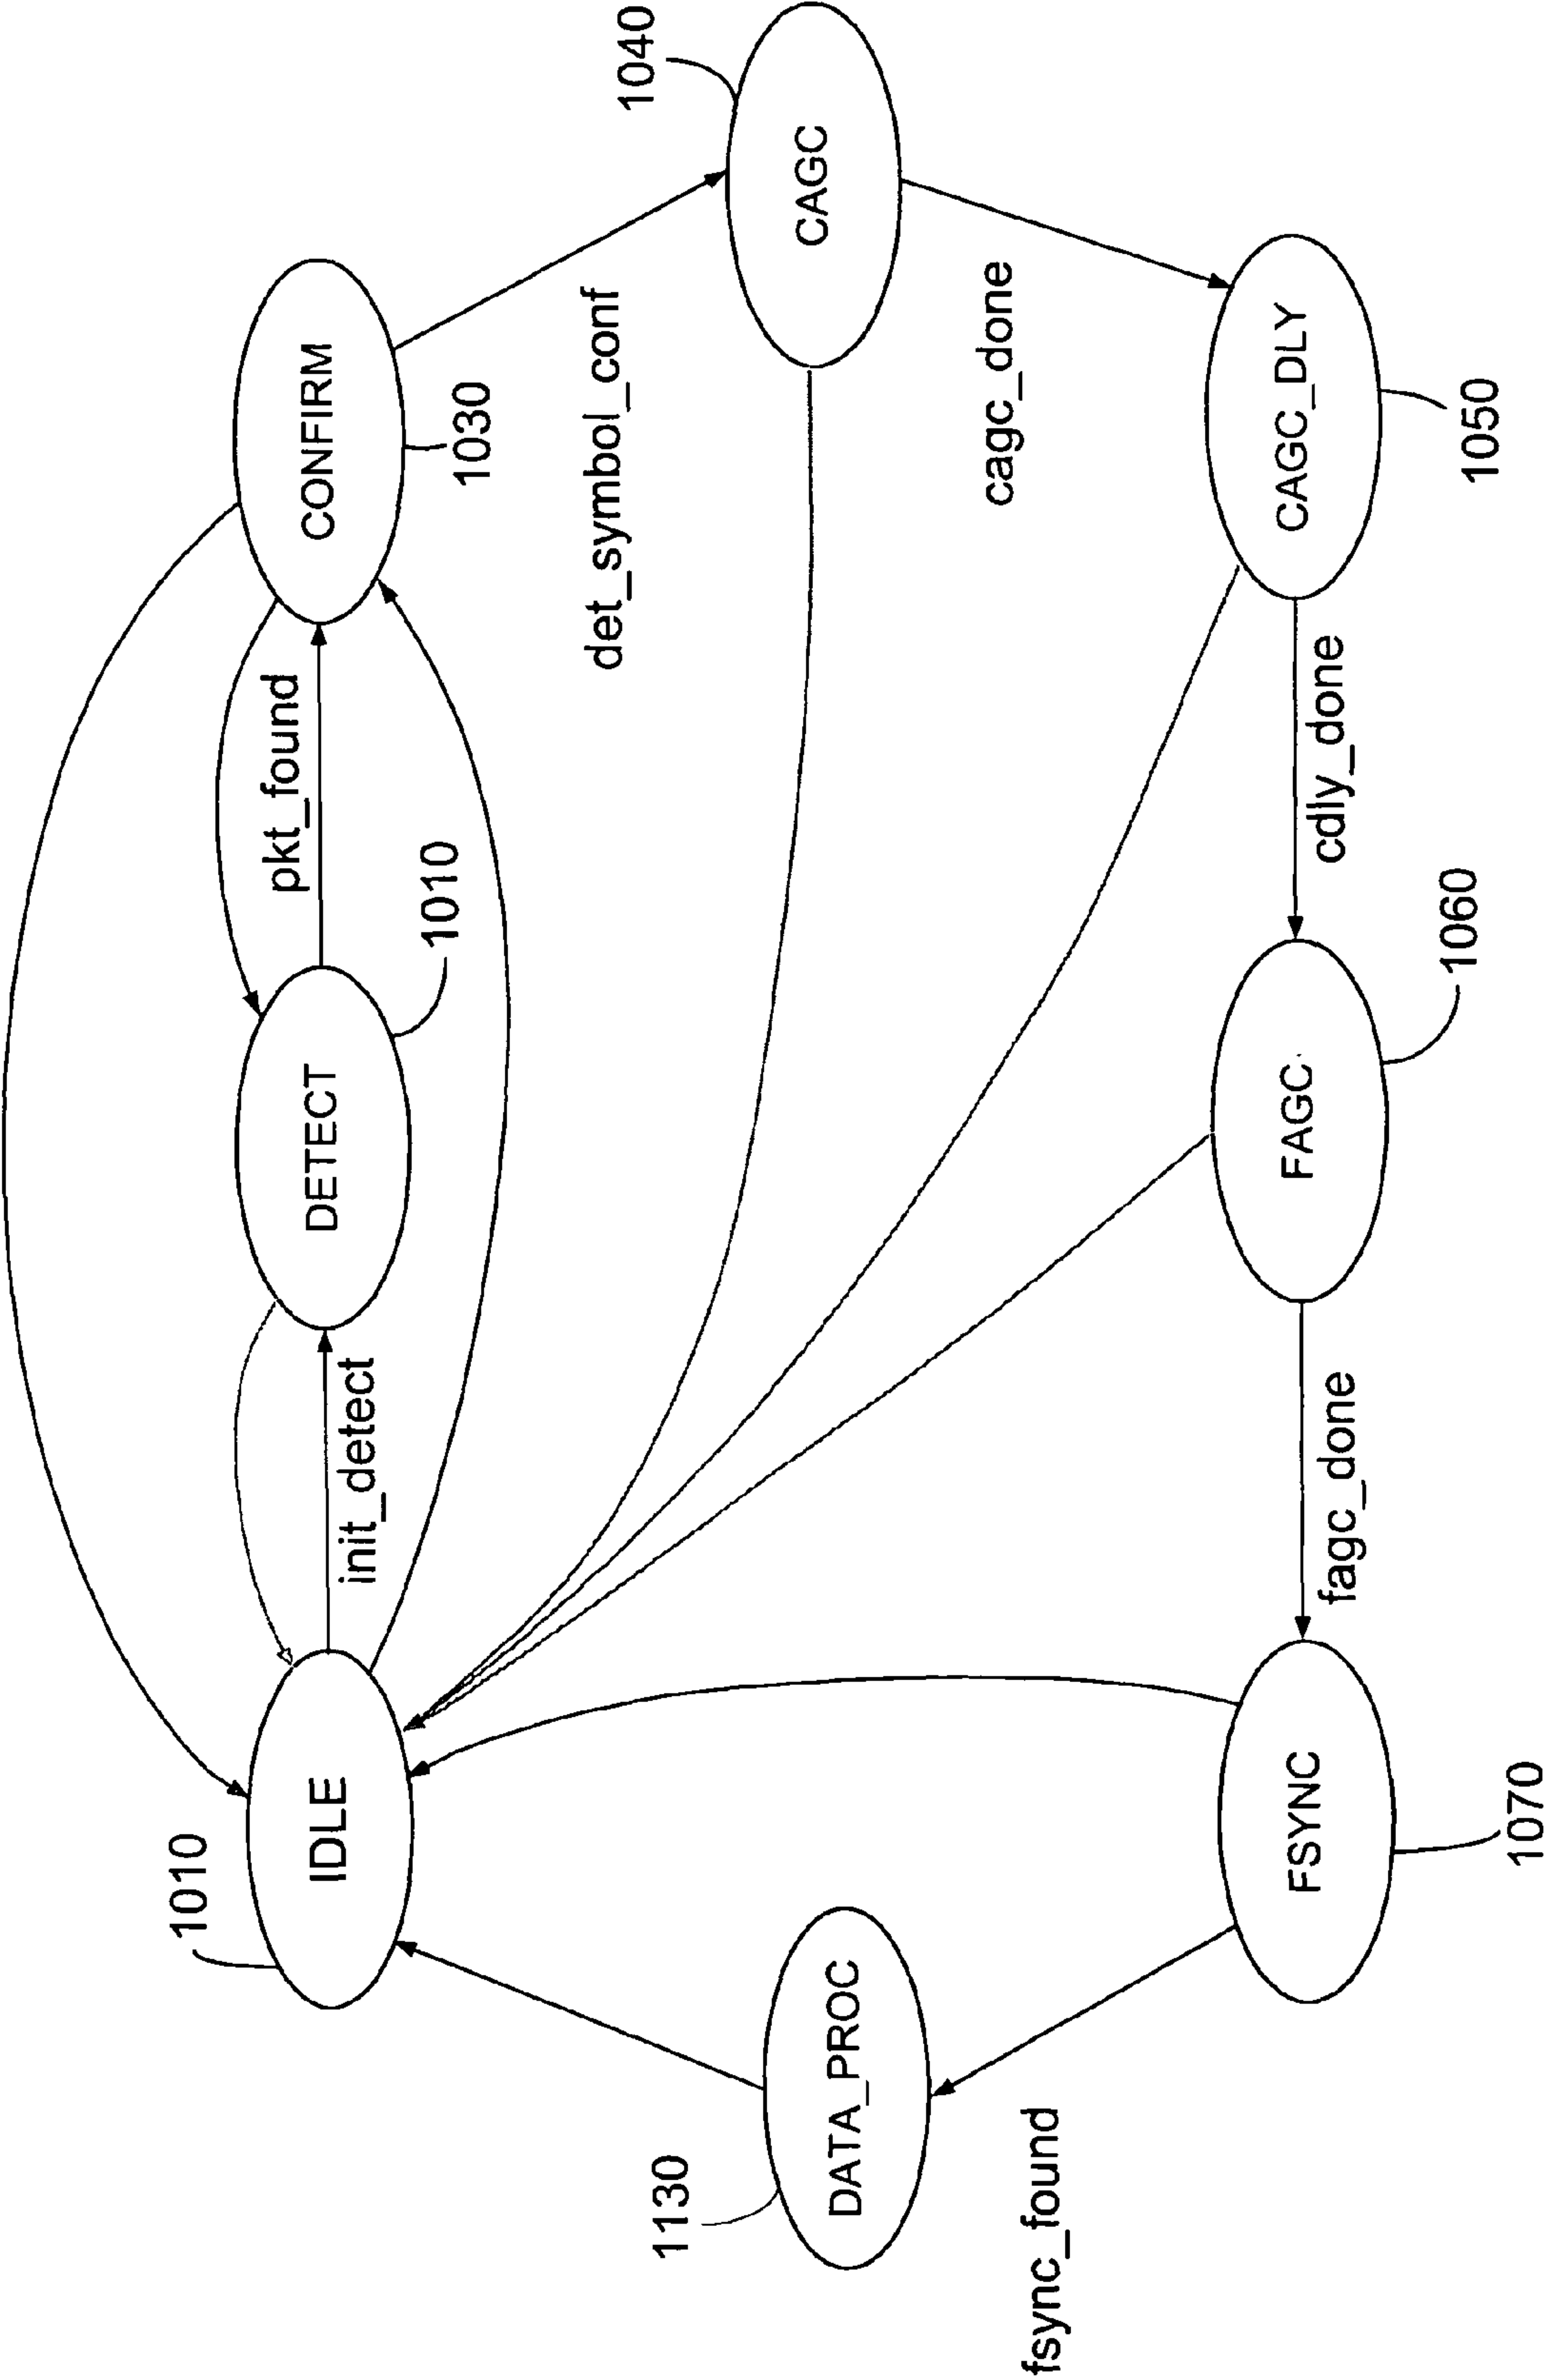 1010
IDLE
init_detect
DETECT
1010
pkt_found
CONFIRM
1030
det_symbol_conf
1040
CAGC
cagc_done
CAGC_DLY
1050
cdly_done
FAGC
1060
fagc_done
FSYNC
1070
fsync_found
1130
DATA_PROC